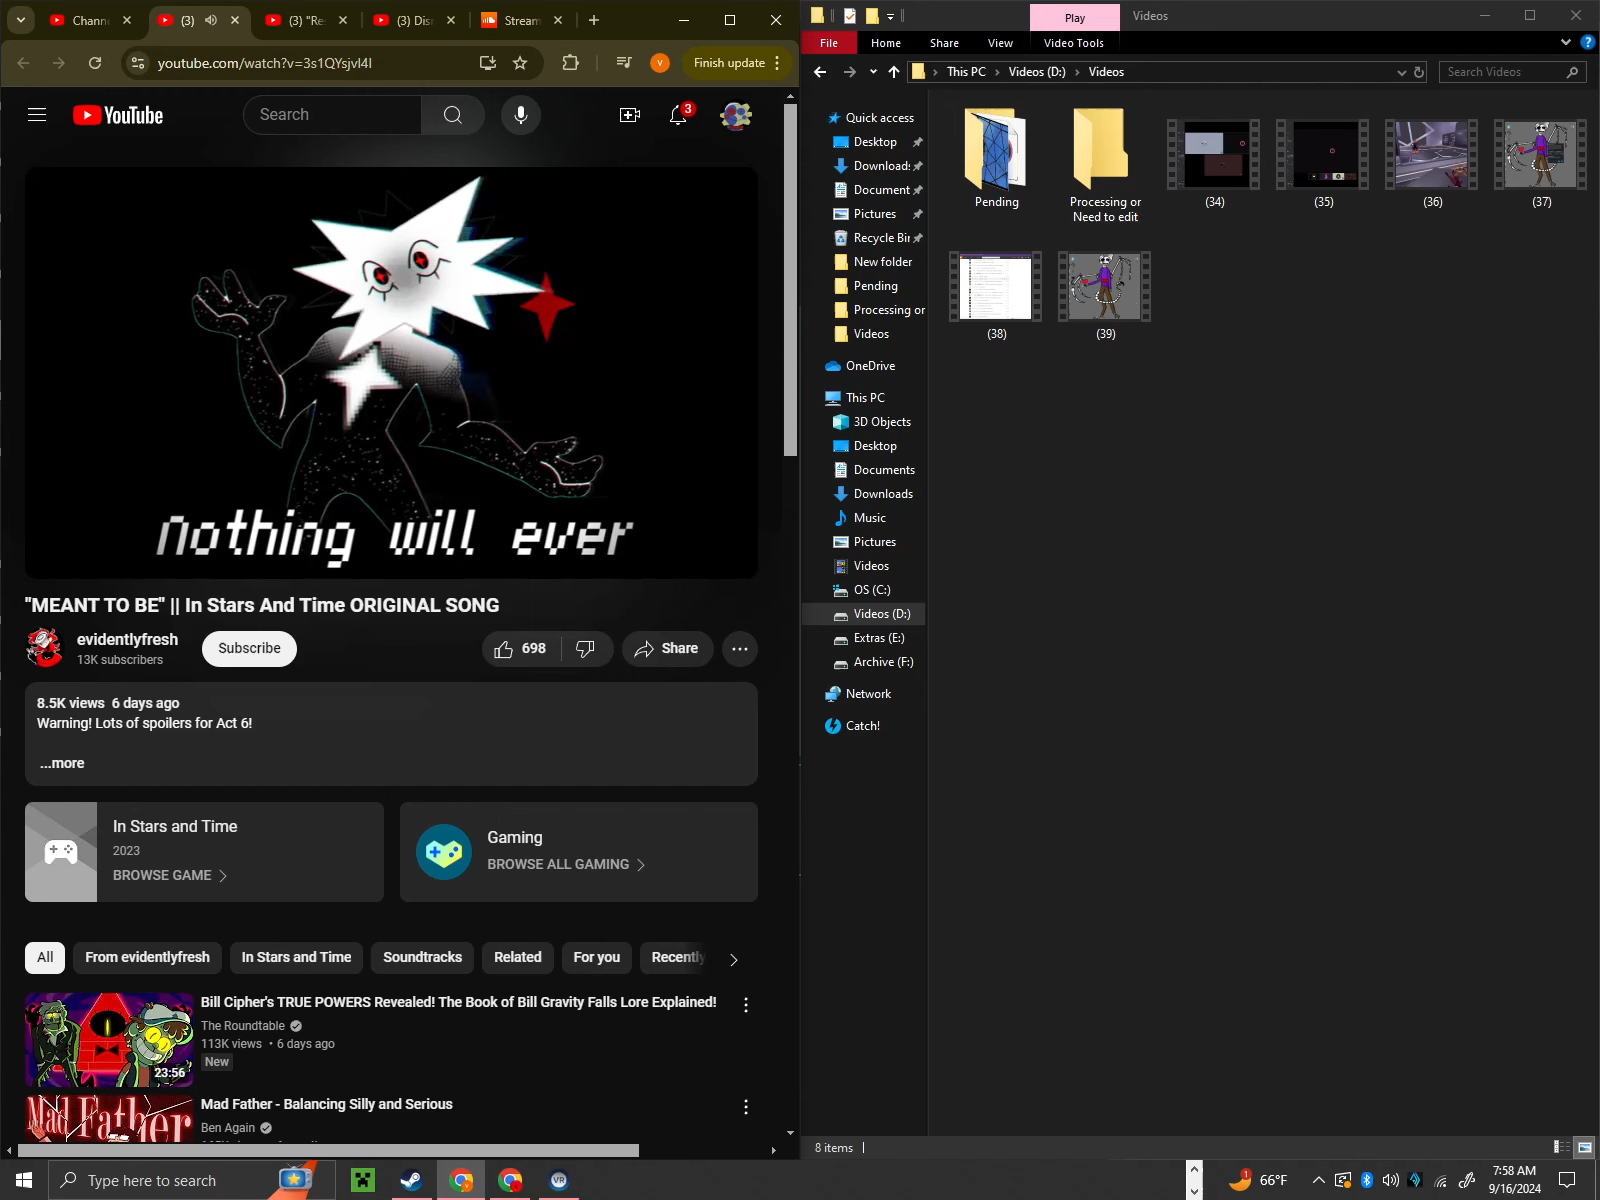 Chann
(3)
(3) "Re
(3) Dis
Stream
youtube.com/watch?v=3s1QYsjvl4I
V
Finish update
YouTube
Search
3
nothing will ever
"MEANT TO BE" || In Stars And Time ORIGINAL SONG
evidentlyfresh
13K subscribers
Subscribe
698
Share
8.5K views 6 days ago
Warning! Lots of spoilers for Act 6!
...more
In Stars and Time
2023
BROWSE GAME
Gaming
BROWSE ALL GAMING
All
From evidentlyfresh
In Stars and Time
Soundtracks
Related
For you
Recently
Bill Cipher's TRUE POWERS Revealed! The Book of Bill Gravity Falls Lore Explained!
The Roundtable
113K views • 6 days ago
New
23:56
Mad Father
Mad Father - Balancing Silly and Serious
Ben Again
Play
Videos
File
Home
Share
View
Video Tools
This PC
Videos (D:)
Videos
Search Videos
Quick access
Desktop
Download:
Document
Pictures
Recycle Bin
New folder
Pending
Processing or
Videos
OneDrive
This PC
3D Objects
Desktop
Documents
Downloads
Music
Pictures
Videos
OS (C:)
Videos (D:)
Extras (E:)
Archive (F:)
Network
Catch!
Pending
Processing or
Need to edit
(34)
(35)
(36)
(37)
(38)
(39)
8 items
Type here to search
VR
1
66°F
7:58 AM
9/16/2024